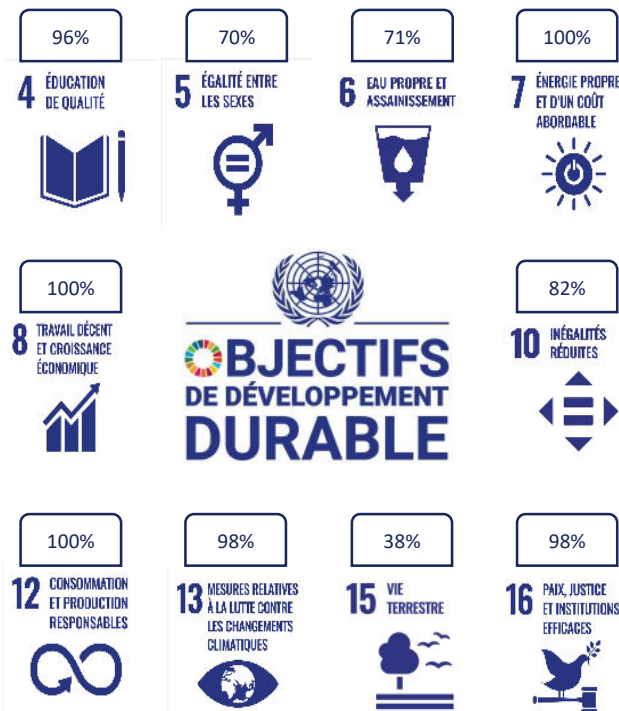 96%
4 ÉDUCATION
DE QUALITÉ
70%
5 ÉGALITÉ ENTRE
LES SEXES
71%
6 EAU PROPRE ET
ASSAINISSEMENT
100%
7 ÉNERGIE PROPRE
ET D'UN COÛT
ABORDABLE
100%
8 TRAVAIL DÉCENT
ET CROISSANCE
ÉCONOMIQUE
OBJECTIFS
DE DÉVELOPPEMENT
DURABLE
82%
10 INÉGALITÉS
RÉDUITES
100%
12 CONSOMMATION
ET PRODUCTION
RESPONSABLES
98%
13 MESURES RELATIVES
À LA LUTTE CONTRE
LES CHANGEMENTS
CLIMATIQUES
38%
15 VIE
TERRESTRE
98%
16 PAIX, JUSTICE
ET INSTITUTIONS
EFFICACES